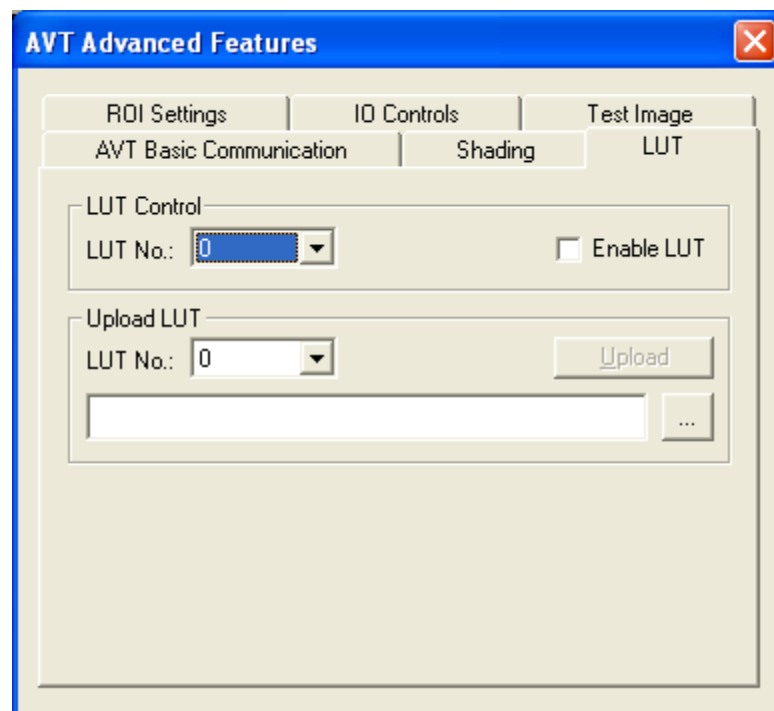 AVT Advanced Features
ROI Settings IO Controls Test Image
AVT Basic Communication Shading LUT
LUT Control
LUT No.: 0 Enable LUT
Upload LUT
LUT No.: 0 Upload
...